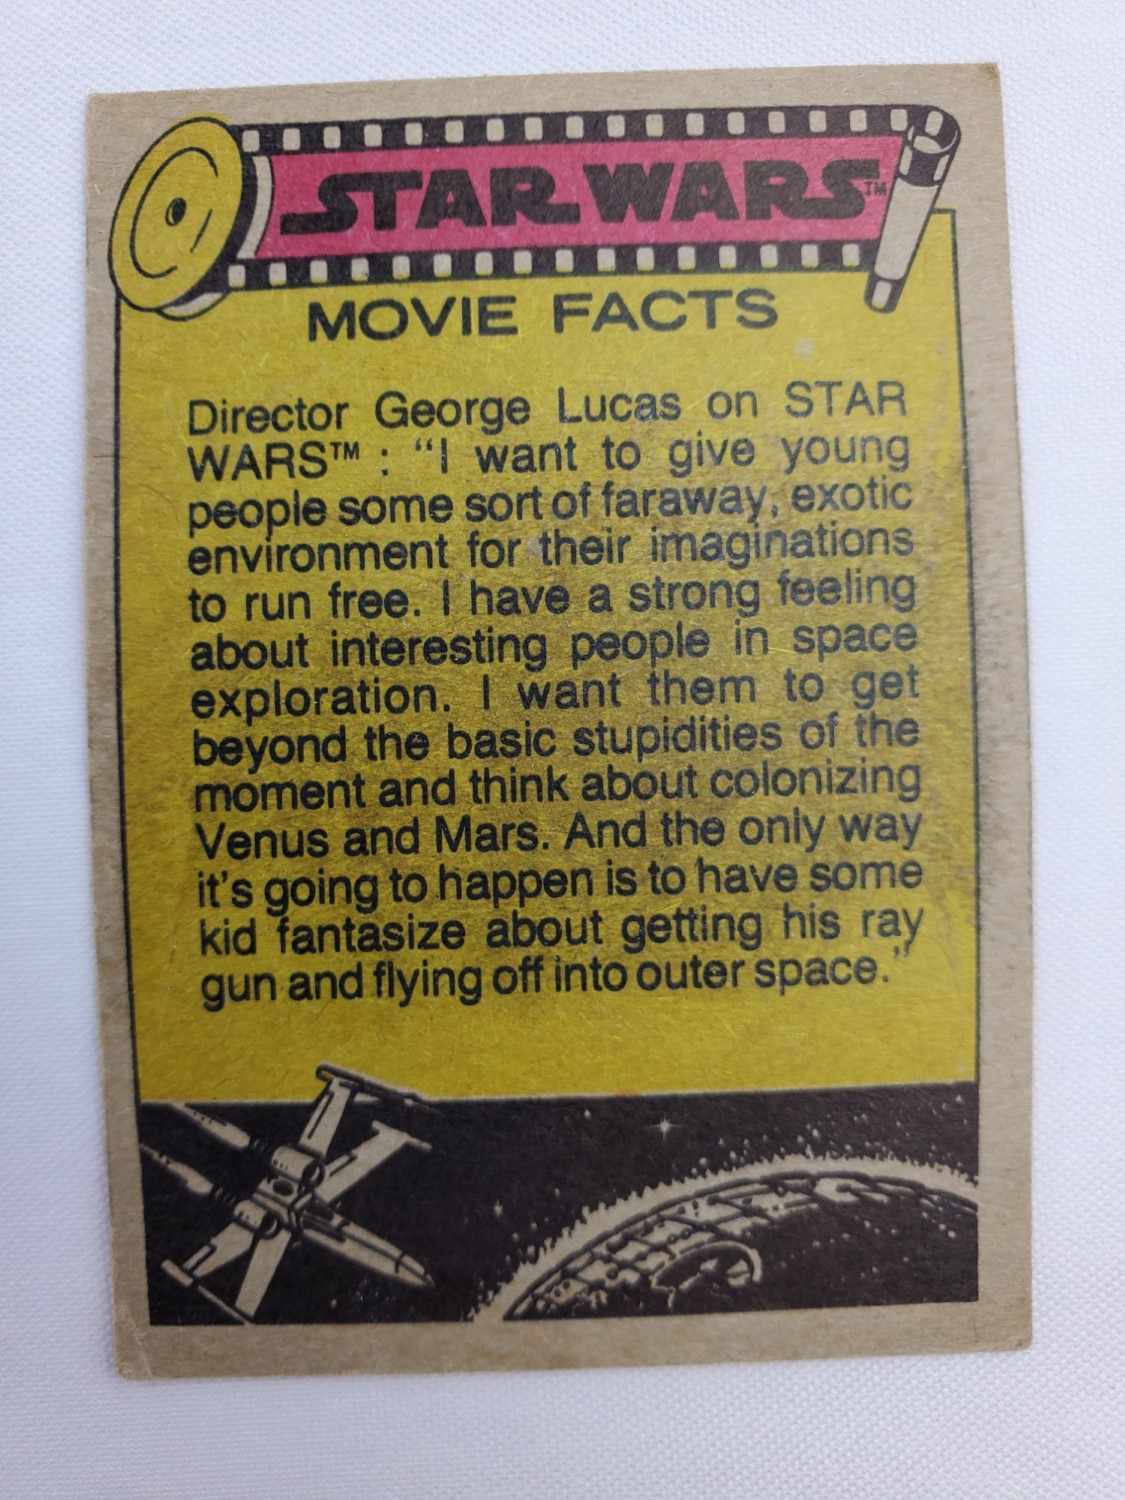 STAR WARS™
MOVIE FACTS
Director George Lucas on STAR
WARS™ : “I want to give young
people some sort of faraway, exotic
environment for their imaginations
to run free. I have a strong feeling
about interesting people in space
exploration. I want them to get
beyond the basic stupidities of the
moment and think about colonizing
Venus and Mars. And the only way
it's going to happen is to have some
kid fantasize about getting his ray
gun and flying off into outer space.”